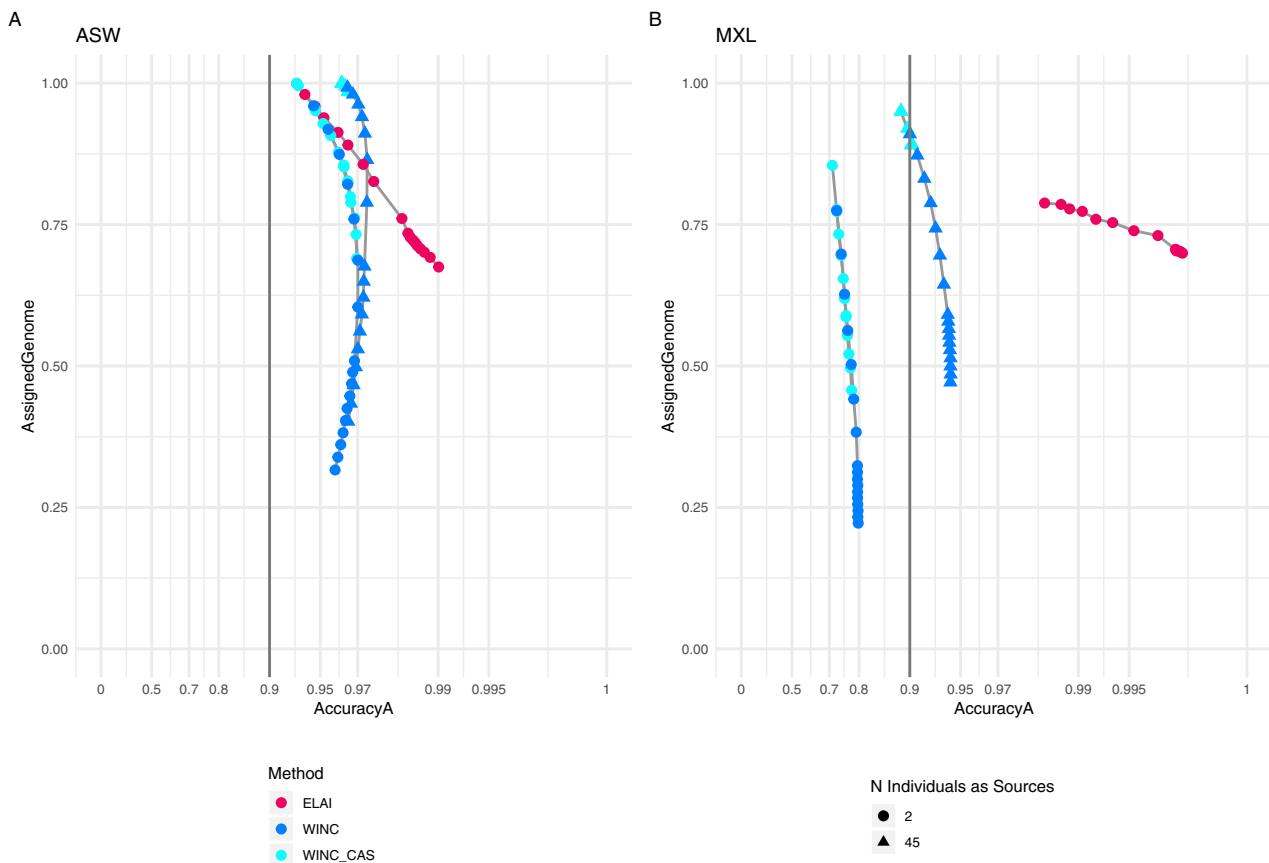 A
ASW
1.00
0.75
0.50
0.25
0.00
AssignedGenome
0 0.5 0.7 0.8 0.9 0.95 0.97 0.99 0.995 1
AccuracyA
B
MXL
1.00
0.75
0.50
0.25
0.00
AssignedGenome
0 0.5 0.7 0.8 0.9 0.95 0.97 0.99 0.995 1
AccuracyA
Method
ELAI
WINC
WINC_CAS
N Individuals as Sources
2
45